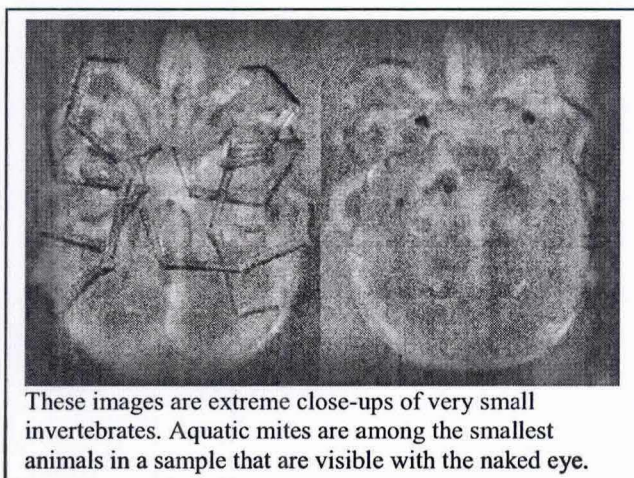 These images are extreme close-ups of very small
invertebrates. Aquatic mites are among the smallest
animals in a sample that are visible with the naked eye.